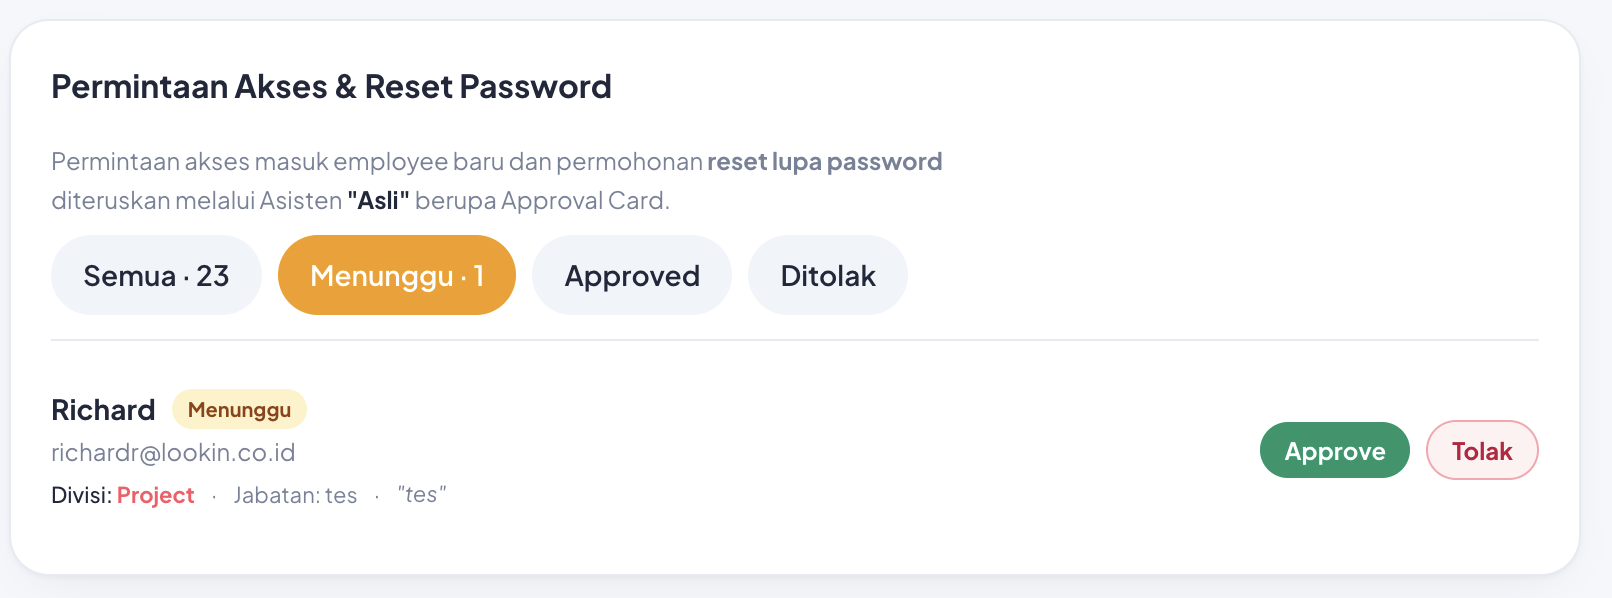 Permintaan Akses & Reset Password
Permintaan akses masuk employee baru dan permohonan reset lupa password
diteruskan melalui Asisten "Asli" berupa Approval Card.
Semua · 23
Menunggu · 1
Approved
Ditolak
Richard
Menunggu
richardr@lookin.co.id
Divisi: Project · Jabatan: tes · "tes"
Approve
Tolak